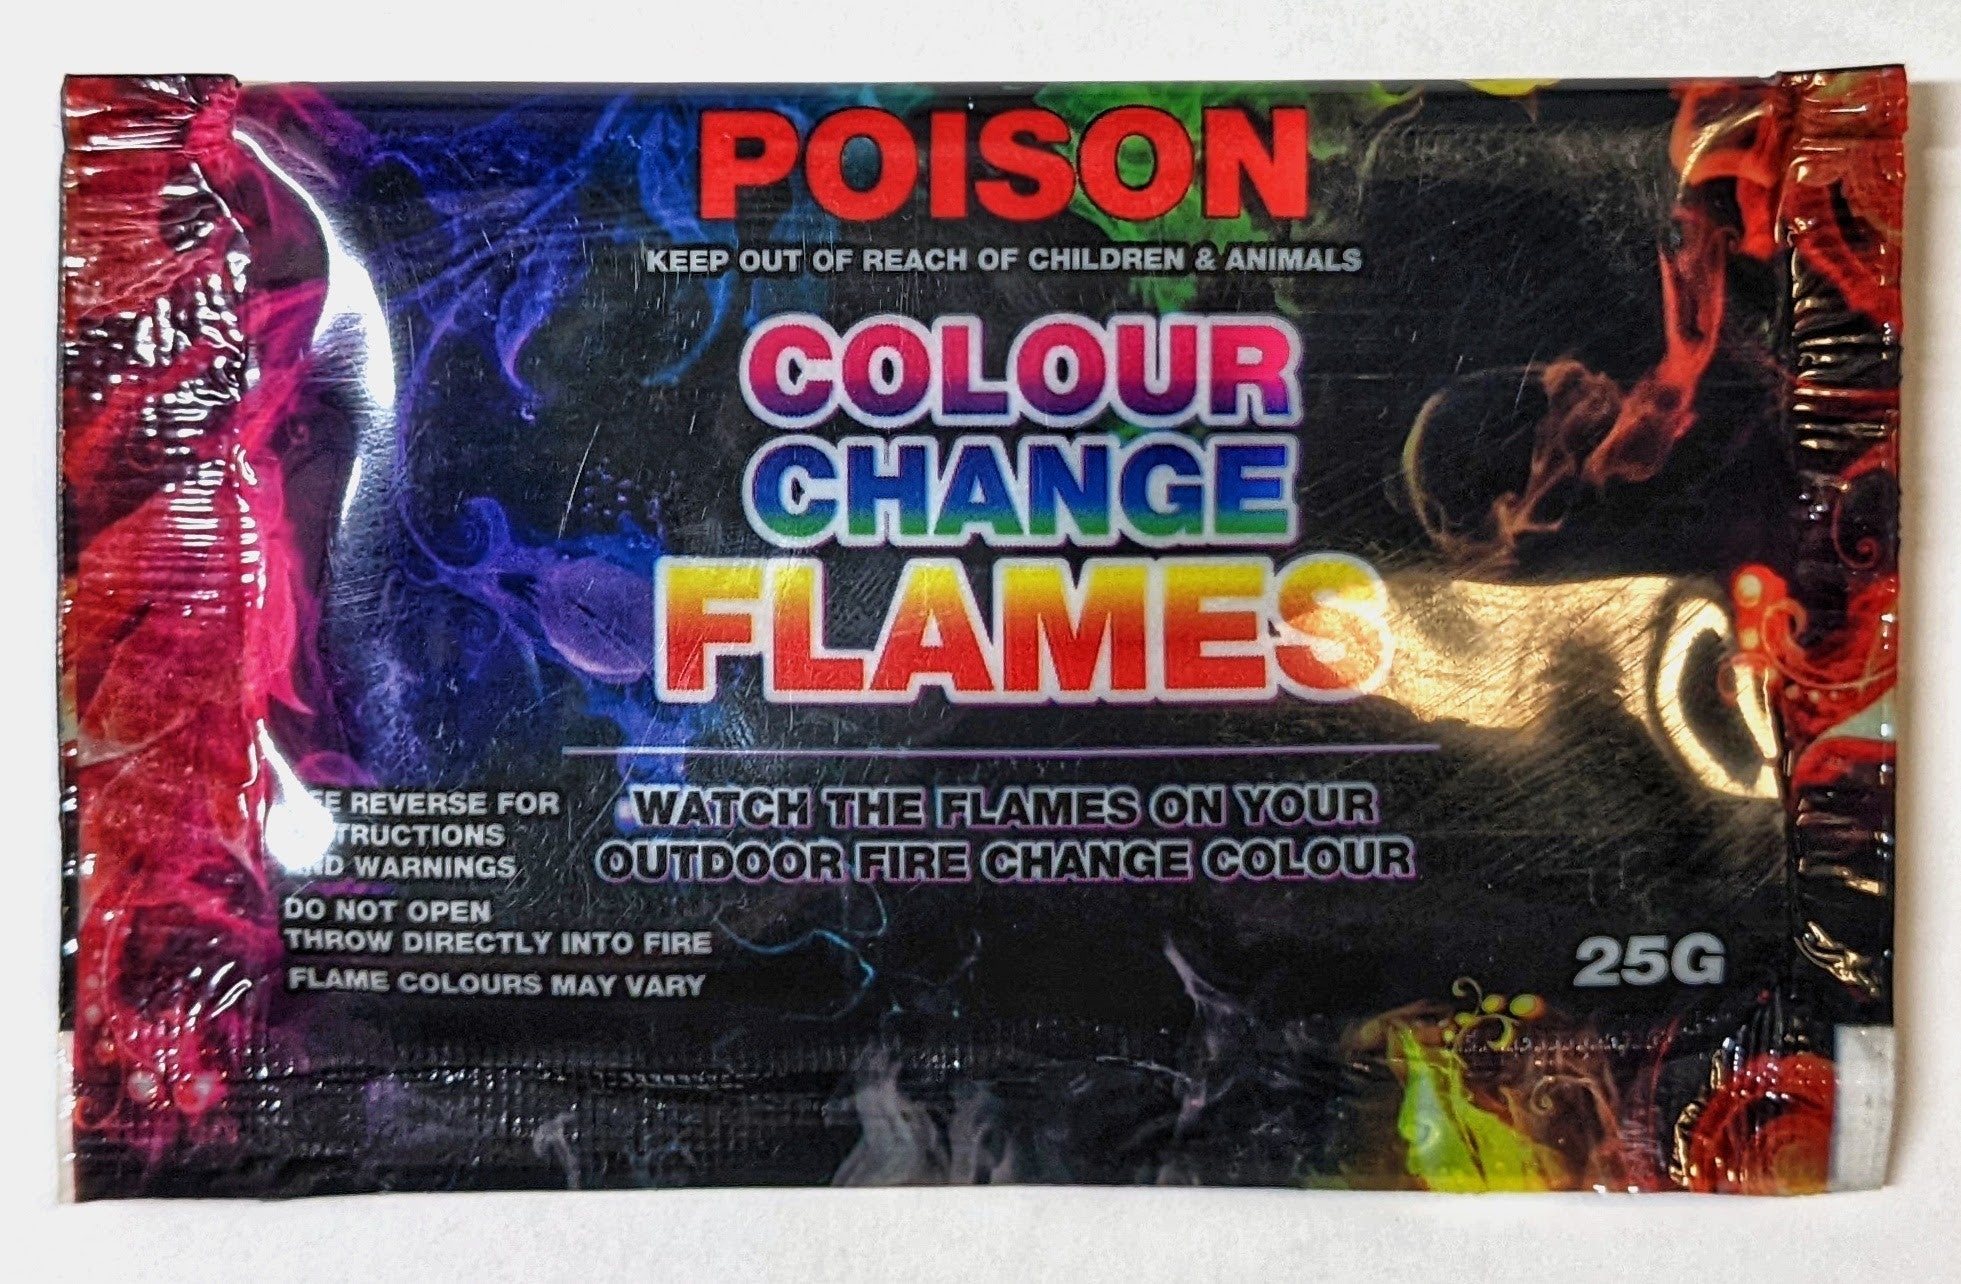 POISON
KEEP OUT OF REACH OF CHILDREN & ANIMALS
COLOUR
CHANGE
FLAMES
WATCH THE FLAMES ON YOUR
OUTDOOR FIRE CHANGE COLOUR
REVERSE FOR
WARNINGS
DO NOT OPEN
THROW DIRECTLY INTO FIRE
FLAME COLOURS MAY VARY
25G